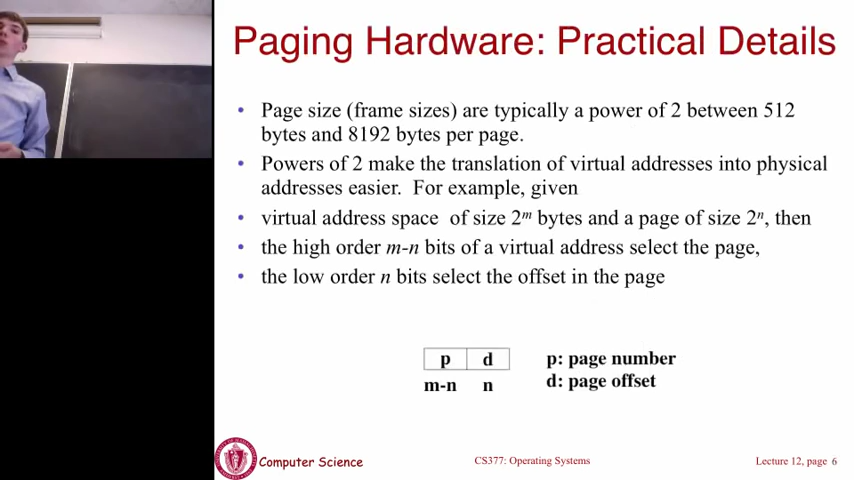 Paging Hardware: Practical Details
• Page size (frame sizes) are typically a power of 2 between 512
bytes and 8192 bytes per page.
• Powers of 2 make the translation of virtual addresses into physical
addresses easier. For example, given
• virtual address space of size 2ᵐ bytes and a page of size 2ⁿ, then
• the high order m-n bits of a virtual address select the page,
• the low order n bits select the offset in the page
p d p: page number
m-n n d: page offset
Computer Science CS377: Operating Systems Lecture 12, page 6